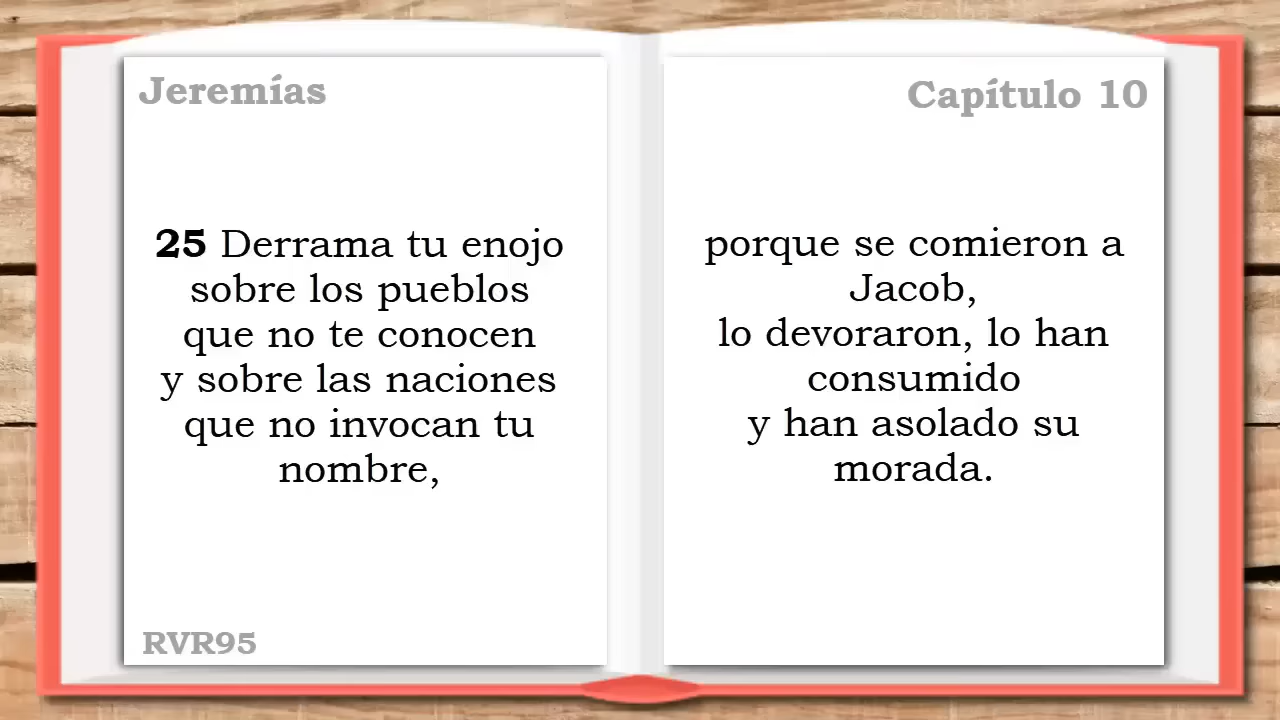 Jeremías
25 Derrama tu enojo
sobre los pueblos
que no te conocen
y sobre las naciones
que no invocan tu
nombre,
RVR95
Capítulo 10
porque se comieron a
Jacob,
lo devoraron, lo han
consumido
y han asolado su
morada.